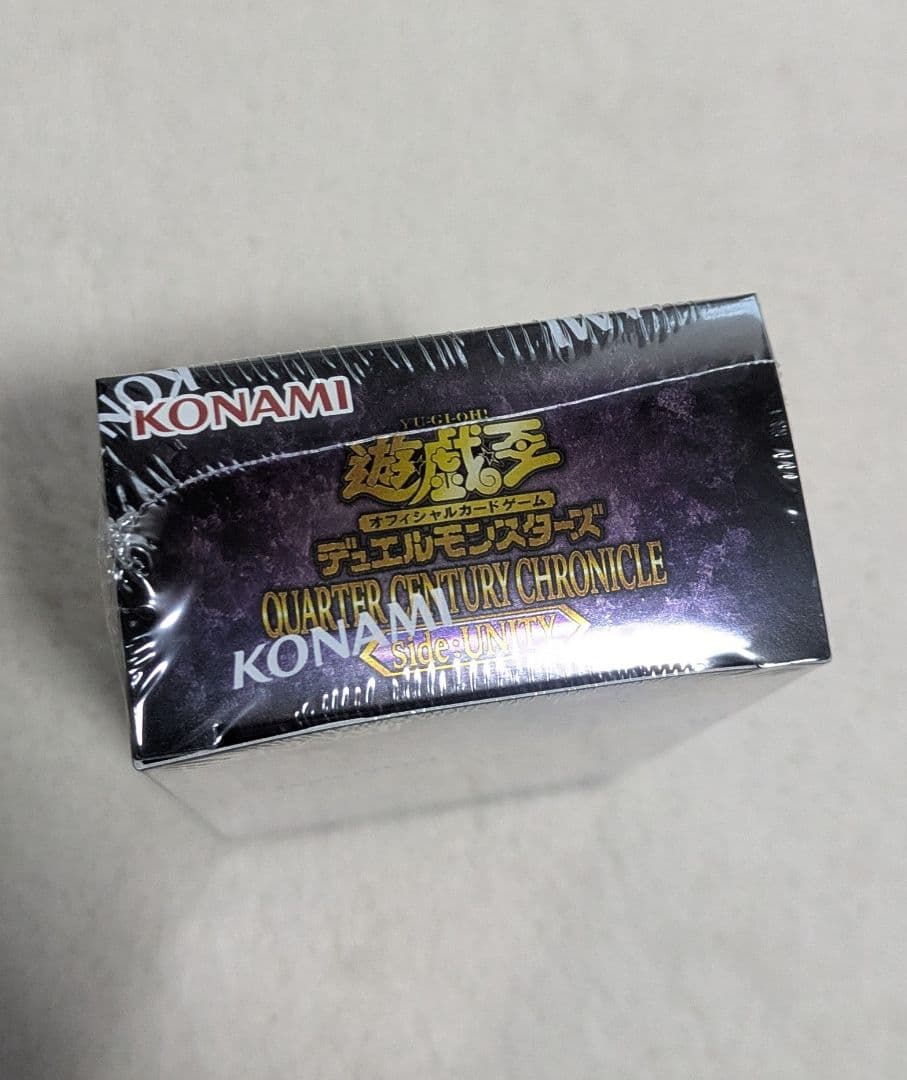 KONAMI
YU-GI-OH!
遊☆戯☆王
オフィシャルカードゲーム
デュエルモンスターズ
QUARTER CENTURY CHRONICLE
side:UNITY
KONAMI